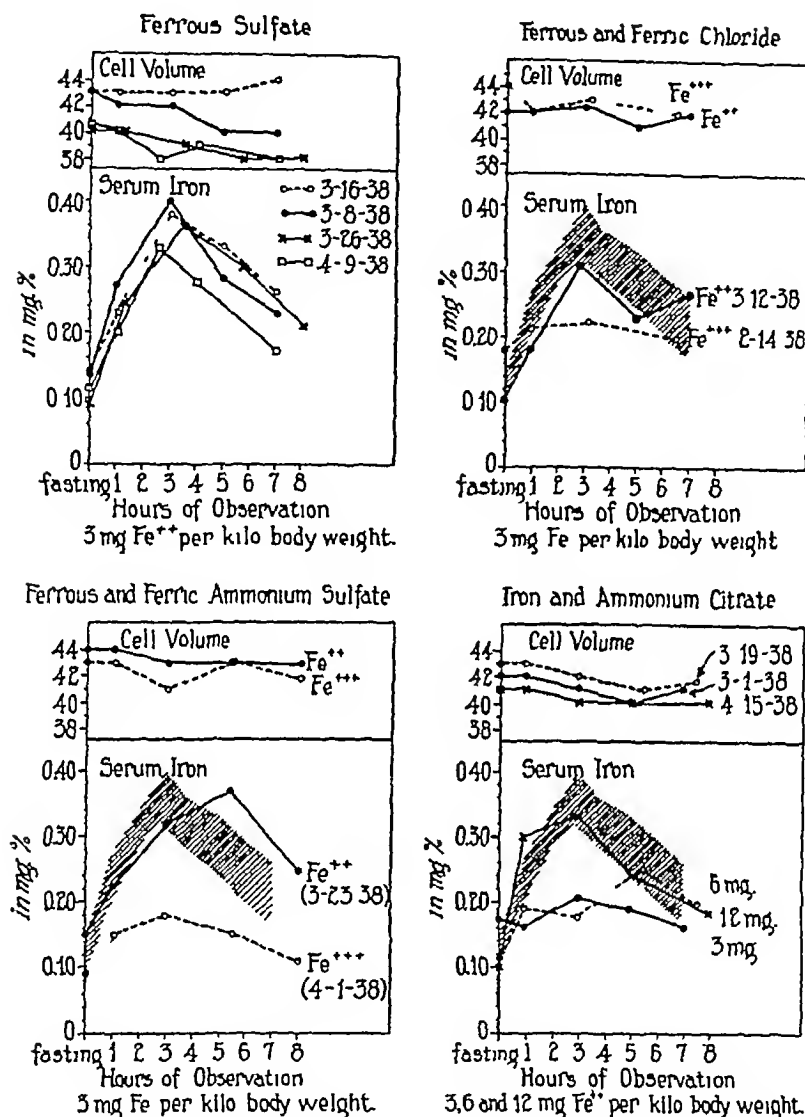 Ferrous Sulfate
Cell Volume
44
42
40
38
Serum Iron
3-16-38
3-8-38
3-26-38
4-9-38
0.40
0.30
0.20
0.10
0
in mg %
fasting 1 2 3 4 5 6 7 8
Hours of Observation
3 mg Fe++ per kilo body weight.
Ferrous and Ferric Chloride
Cell Volume
Fe+++
Fe++
44
42
40
38
Serum Iron
0.40
0.30
0.20
0.10
0
in mg %
Fe++ 3 12-38
Fe+++ 2-14 38
fasting 1 2 3 4 5 6 7 8
Hours of Observation
3 mg Fe per kilo body weight
Ferrous and Ferric Ammonium Sulfate
Cell Volume
Fe++
Fe+++
44
42
40
38
Serum Iron
0.40
0.30
0.20
0.10
0
in mg %
Fe++
(3-23 38)
Fe+++
(4-1-38)
fasting 1 2 3 4 5 6 7 8
Hours of Observation
3 mg Fe per kilo body weight.
Iron and Ammonium Citrate
Cell Volume
3 19-38
3-1-38
4 15-38
44
42
40
38
Serum Iron
0.40
0.30
0.20
0.10
0
in mg %
6 mg.
12 mg.
3 mg
fasting 1 2 3 4 5 6 7 8
Hours of Observation
3,6 and 12 mg Fe++ per kilo body weight.